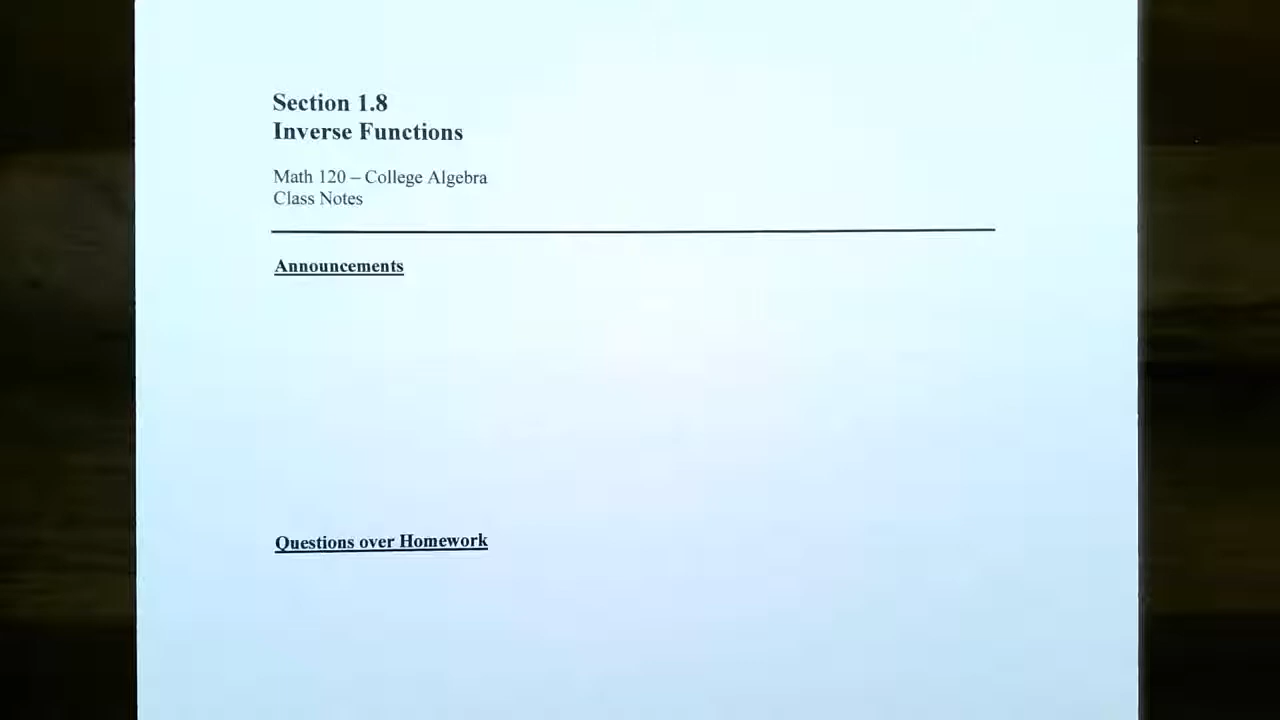 Section 1.8
Inverse Functions
Math 120 – College Algebra
Class Notes
Announcements
Questions over Homework